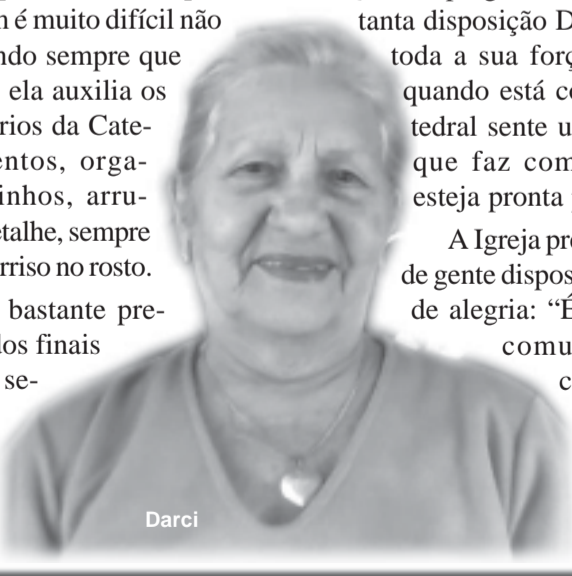 é muito difícil não
ndo sempre que
ela auxilia os
rios da Cate-
entos, orga-
inhos, arru-
etalhe, sempre
rriso no rosto.
bastante pre-
dos finais
se-
tanta disposição D
toda a sua forç
quando está co
tedral sente u
que faz com
esteja pronta
A Igreja pre
de gente dispos
de alegria: “É
comu
c
Darci